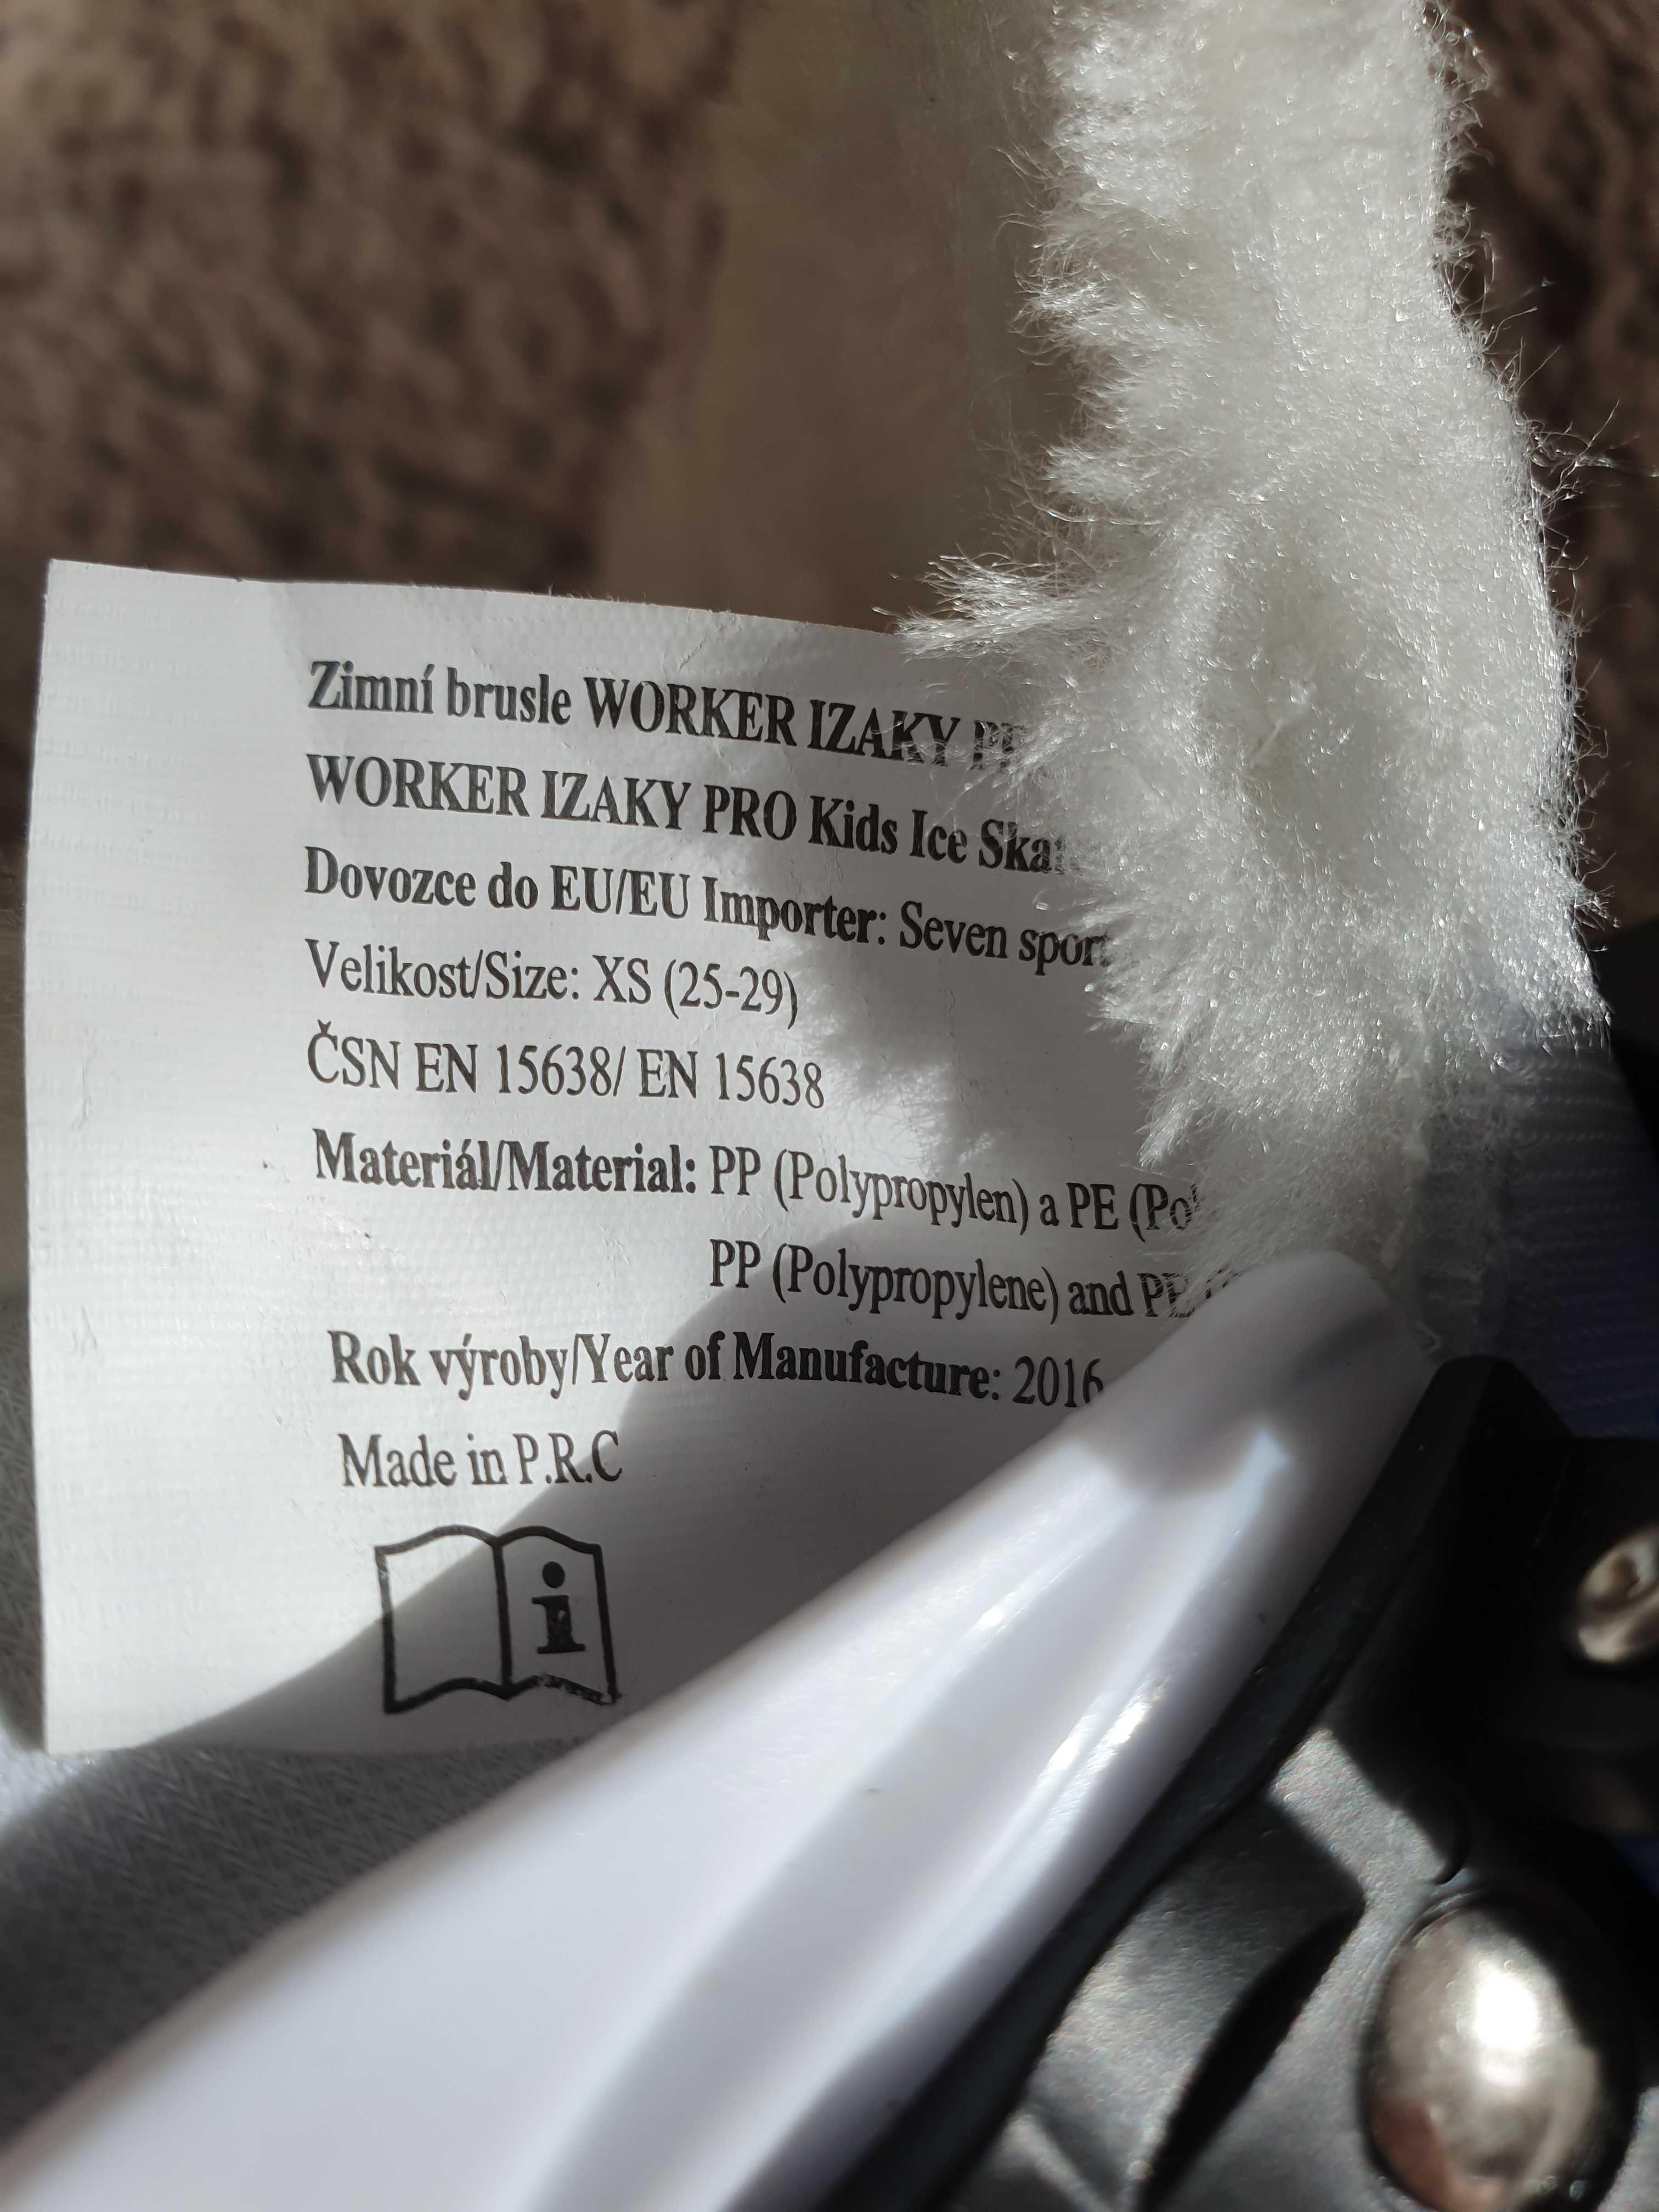 Zimní brusle WORKER IZAKY
WORKER IZAKY PRO Kids Ice
Dovozce do EU/EU Importer: Seven
Velikost/Size: XS (25-29)
ČSN EN 15638/ EN 15638
Materiál/Material: PP (Polypropylen) a PE
PP (Polypropylene) and PE
Rok výroby/Year of Manufacture: 2016
Made in P.R.C
i